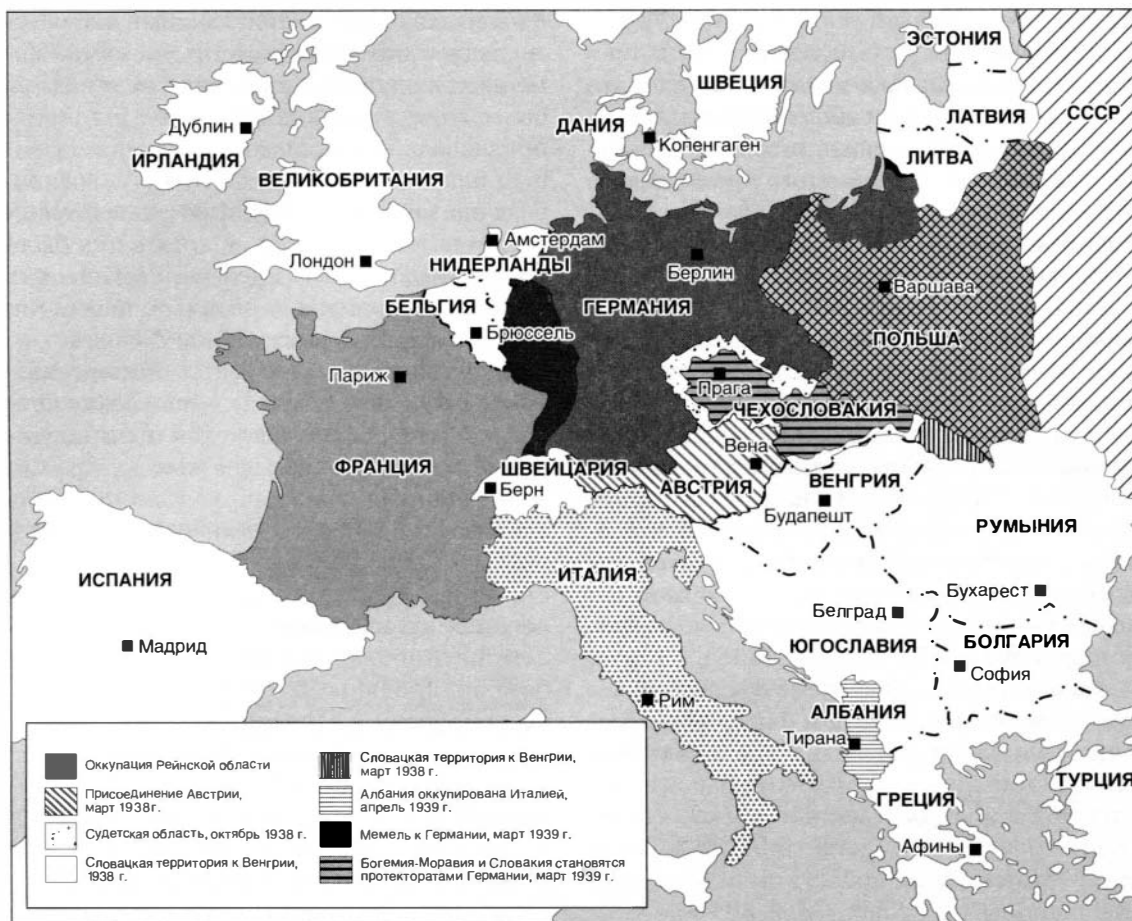 ЭСТОНИЯ
ШВЕЦИЯ
СССР
ЛАТВИЯ
Дублин
ДАНИЯ
Копенгаген
ИРЛАНДИЯ
ЛИТВА
ВЕЛИКОБРИТАНИЯ
Амстердам
Лондон
НИДЕРЛАНДЫ
Берлин
БЕЛЬГИЯ
ГЕРМАНИЯ
Варшава
Брюссель
ПОЛЬША
Париж
Прага
ЧЕХОСЛОВАКИЯ
Вена
ФРАНЦИЯ
ШВЕЙЦАРИЯ
Берн
АВСТРИЯ
ВЕНГРИЯ
Будапешт
РУМЫНИЯ
ИСПАНИЯ
ИТАЛИЯ
Бухарест
Белград
Мадрид
ЮГОСЛАВИЯ
БОЛГАРИЯ
София
Рим
АЛБАНИЯ
Тирана
ТУРЦИЯ
ГРЕЦИЯ
Афины
Оккупация Рейнской области
Присоединение Австрии,
март 1938 г.
Судетская область, октябрь 1938 г.
Словацкая территория к Венгрии,
1938 г.
Словацкая территория к Венгрии,
март 1938 г.
Албания оккупирована Италией,
апрель 1939 г.
Мемель к Германии, март 1939 г.
Богемия-Моравия и Словакия становятся
протекторатами Германии, март 1939 г.